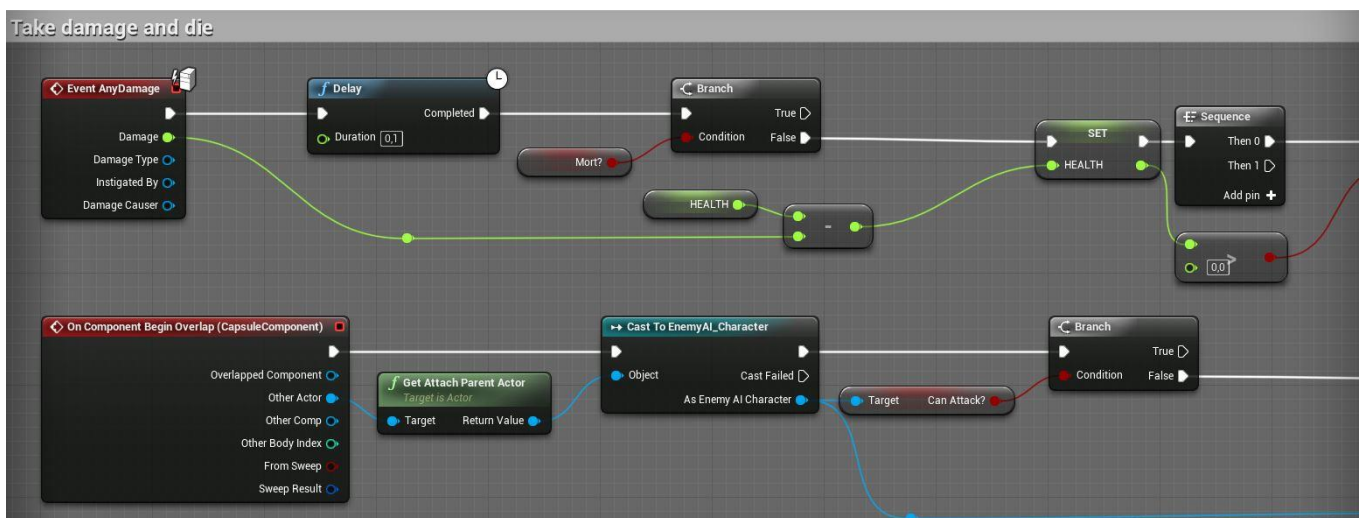 Take damage and die
Event AnyDamage
Damage
Damage Type
Instigated By
Damage Causer
f Delay
Completed
Duration 0,1
Branch
True
Condition False
Mort?
HEALTH
-
SET
HEALTH
Sequence
Then 0
Then 1
Add pin +
0,0 >
On Component Begin Overlap (CapsuleComponent)
Overlapped Component
Other Actor
Other Comp
Other Body Index
From Sweep
Sweep Result
f Get Attach Parent Actor
Target is Actor
Target Return Value
Cast To EnemyAI_Character
Object Cast Failed
As Enemy AI Character
Target Can Attack?
Branch
True
Condition False